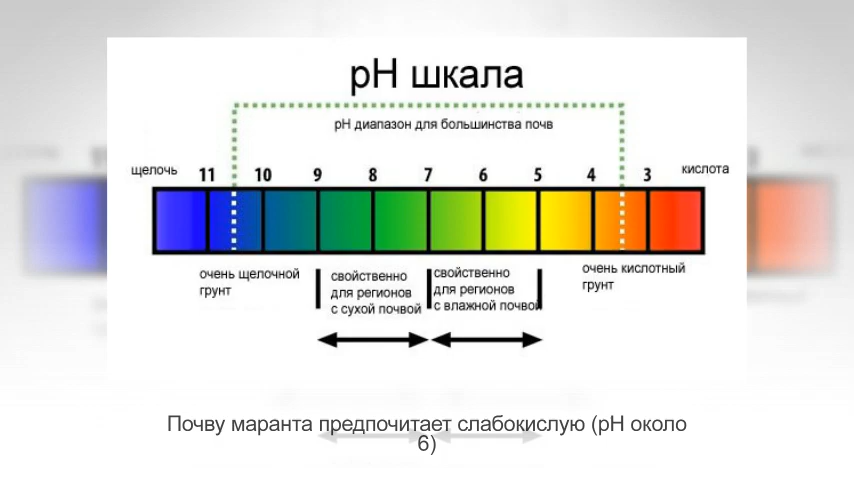 pH шкала
pH диапазон для большинства почв
щелочь 11 10 9 8 7 6 5 4 3 кислота
очень щелочной
грунт
свойственно
для регионов
с сухой почвой
свойственно
для регионов
с влажной почвой
очень кислотный
грунт
Почву маранта предпочитает слабокислую (pH около
6)